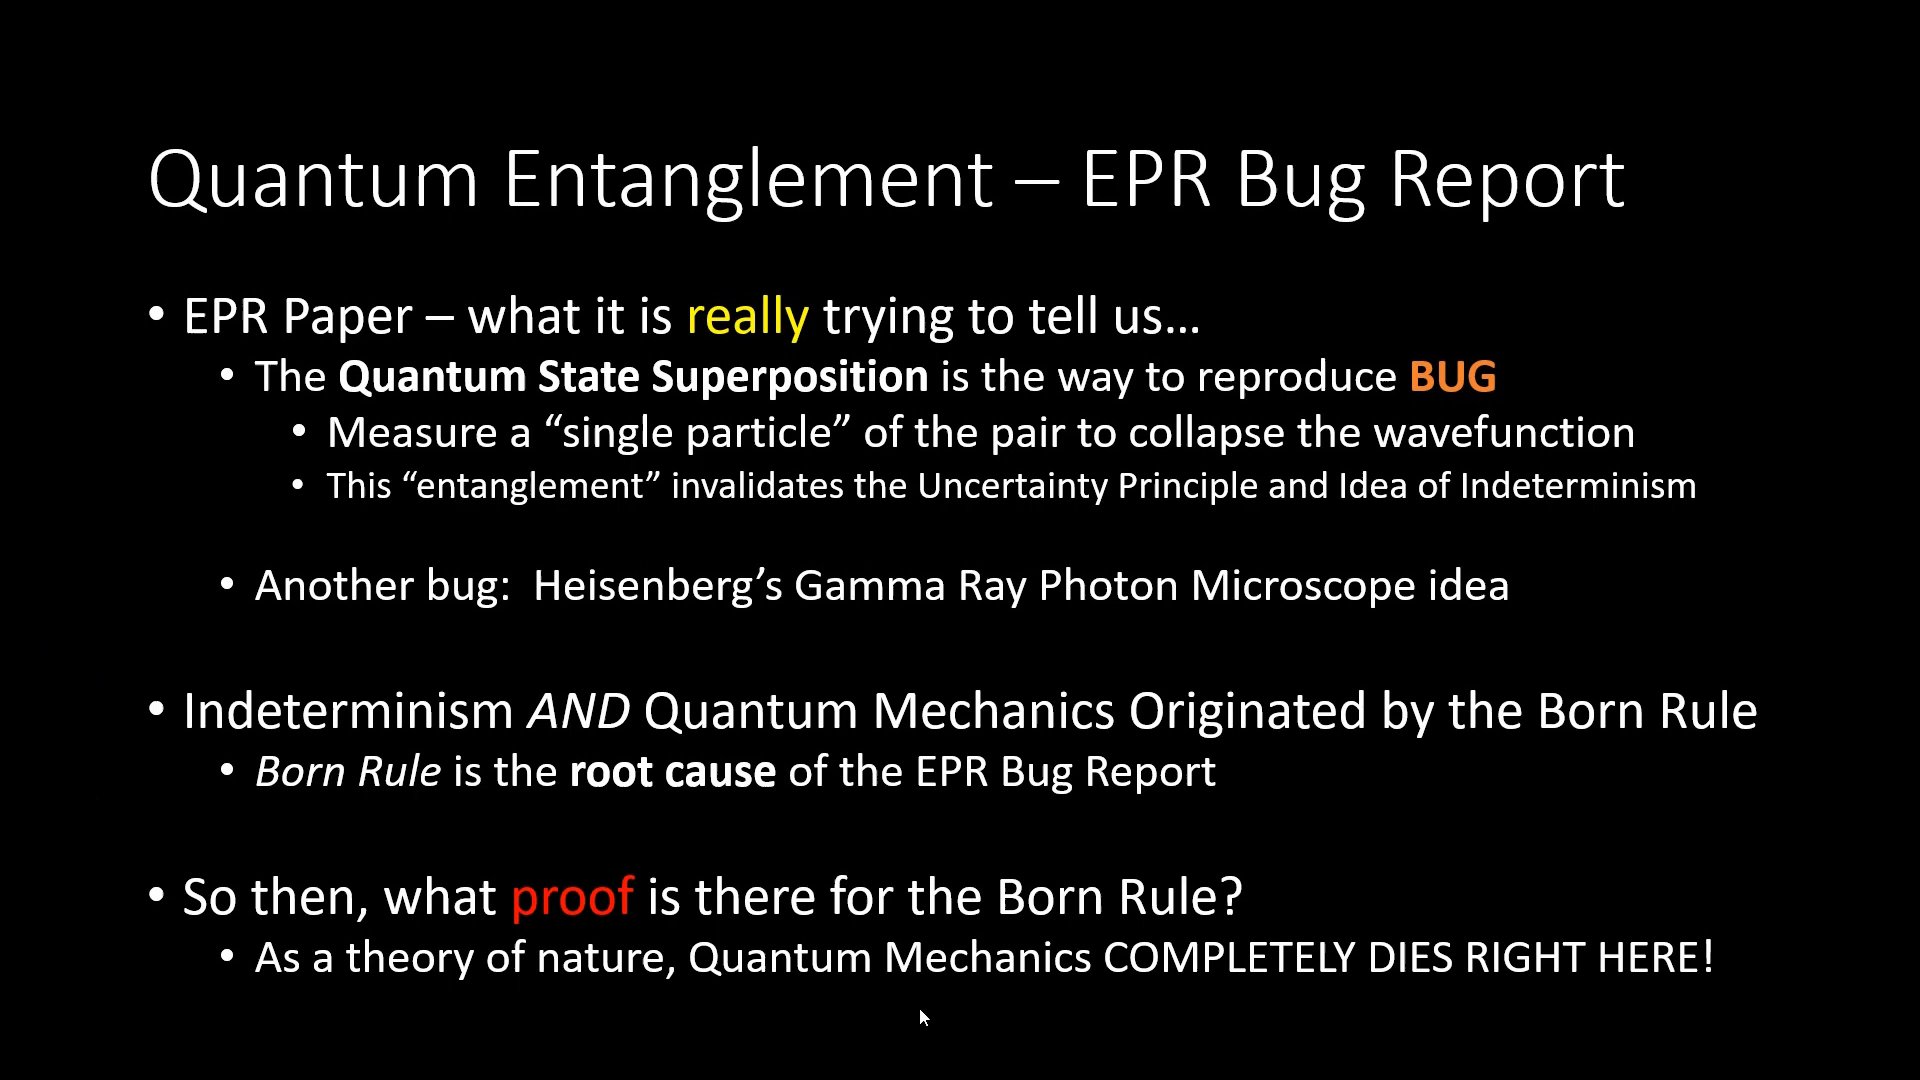 Quantum Entanglement – EPR Bug Report
• EPR Paper – what it is really trying to tell us…
• The Quantum State Superposition is the way to reproduce BUG
• Measure a “single particle” of the pair to collapse the wavefunction
• This “entanglement” invalidates the Uncertainty Principle and Idea of Indeterminism
• Another bug:  Heisenberg’s Gamma Ray Photon Microscope idea
• Indeterminism AND Quantum Mechanics Originated by the Born Rule
• Born Rule is the root cause of the EPR Bug Report
• So then, what proof is there for the Born Rule?
• As a theory of nature, Quantum Mechanics COMPLETELY DIES RIGHT HERE!